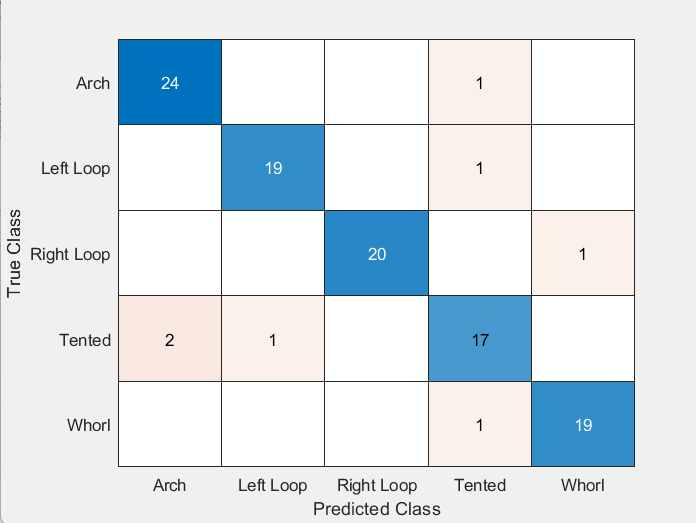 Arch 24 1
Left Loop 19 1
Right Loop 20 1
Tented 2 1 17
Whorl 1 19
Arch Left Loop Right Loop Tented Whorl
Predicted Class
True Class